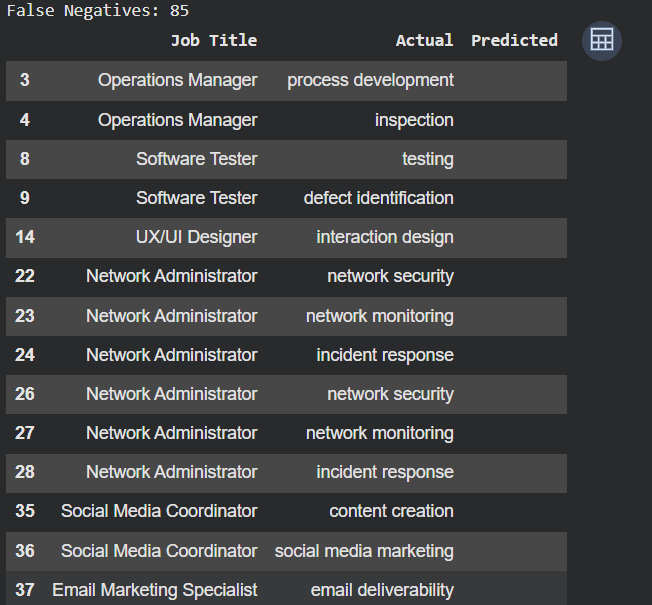 False Negatives: 85
Job Title Actual Predicted
3 Operations Manager process development
4 Operations Manager inspection
8 Software Tester testing
9 Software Tester defect identification
14 UX/UI Designer interaction design
22 Network Administrator network security
23 Network Administrator network monitoring
24 Network Administrator incident response
26 Network Administrator network security
27 Network Administrator network monitoring
28 Network Administrator incident response
35 Social Media Coordinator content creation
36 Social Media Coordinator social media marketing
37 Email Marketing Specialist email deliverability